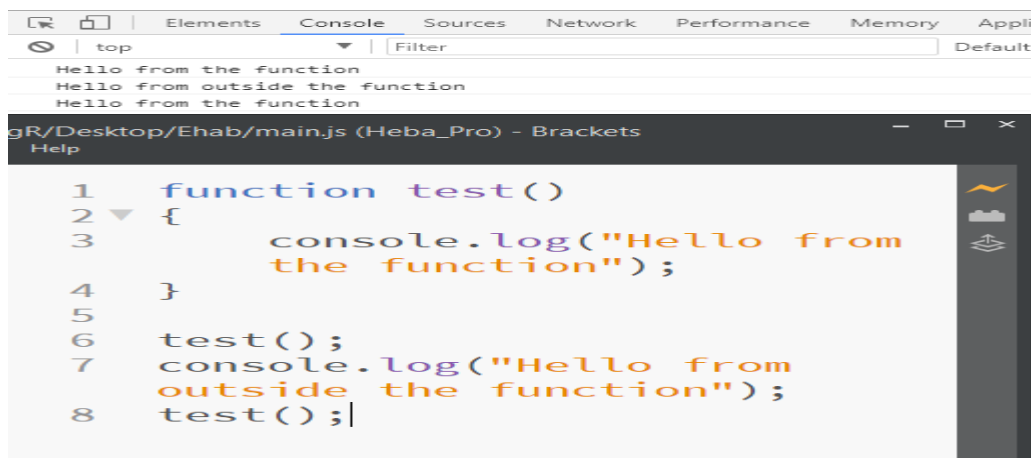 Elements Console Sources Network Performance Memory Appli
top Filter Default
Hello from the function
Hello from outside the function
Hello from the function
gR/Desktop/Ehab/main.js (Heba_Pro) - Brackets
Help
1 function test()
2 {
3 console.log("Hello from
the function");
4 }
5
6 test();
7 console.log("Hello from
outside the function");
8 test();